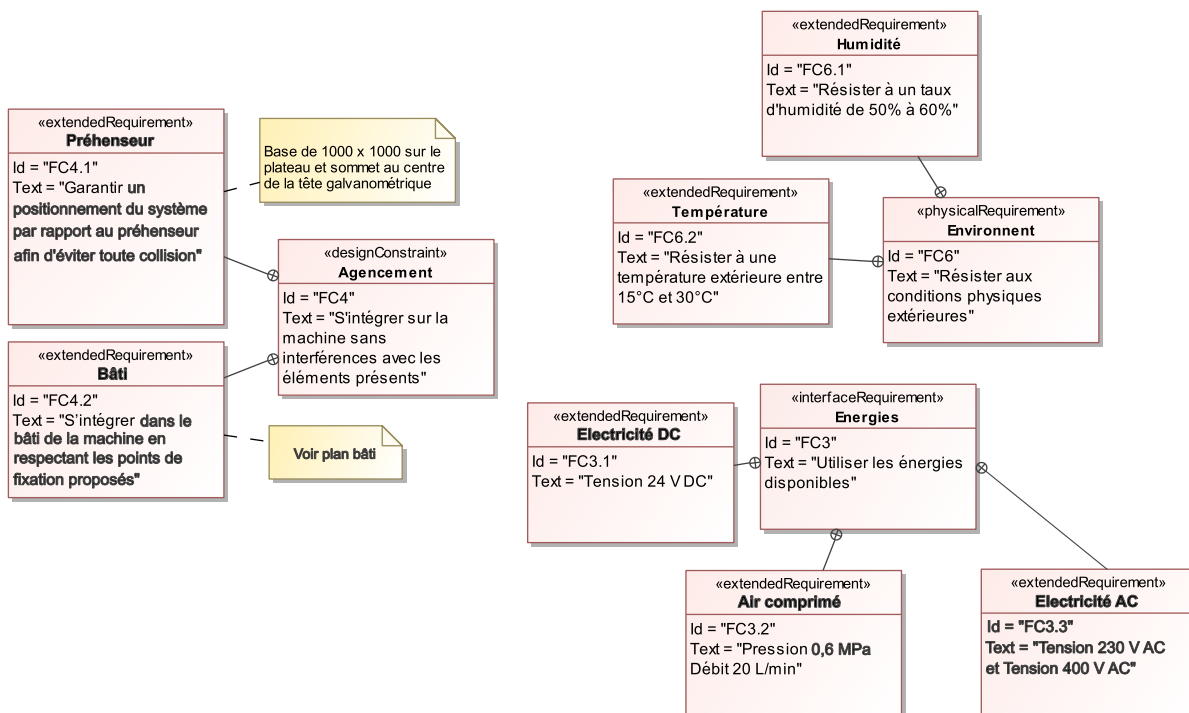 «extendedRequirement»
Humidité
Id = "FC6.1"
Text = "Résister à un taux
d'humidité de 50% à 60%"
«extendedRequirement»
Préhenseur
Id = "FC4.1"
Text = "Garantir un
positionnement du système
par rapport au préhenseur
afin d'éviter toute collision"
Base de 1000 x 1000 sur le
plateau et sommet au centre
de la tête galvanométrique
«extendedRequirement»
Température
Id = "FC6.2"
Text = "Résister à une
température extérieure entre
15°C et 30°C"
«physicalRequirement»
Environnent
Id = "FC6"
Text = "Résister aux
conditions physiques
extérieures"
«designConstraint»
Agencement
Id = "FC4"
Text = "S'intégrer sur la
machine sans
interférences avec les
éléments présents"
«extendedRequirement»
Bâti
Id = "FC4.2"
Text = "S'intégrer dans le
bâti de la machine en
respectant les points de
fixation proposés"
Voir plan bâti
«extendedRequirement»
Electricité DC
Id = "FC3.1"
Text = "Tension 24 V DC"
«interfaceRequirement»
Energies
Id = "FC3"
Text = "Utiliser les énergies
disponibles"
«extendedRequirement»
Air comprimé
Id = "FC3.2"
Text = "Pression 0,6 MPa
Débit 20 L/min"
«extendedRequirement»
Electricité AC
Id = "FC3.3"
Text = "Tension 230 V AC
et Tension 400 V AC"